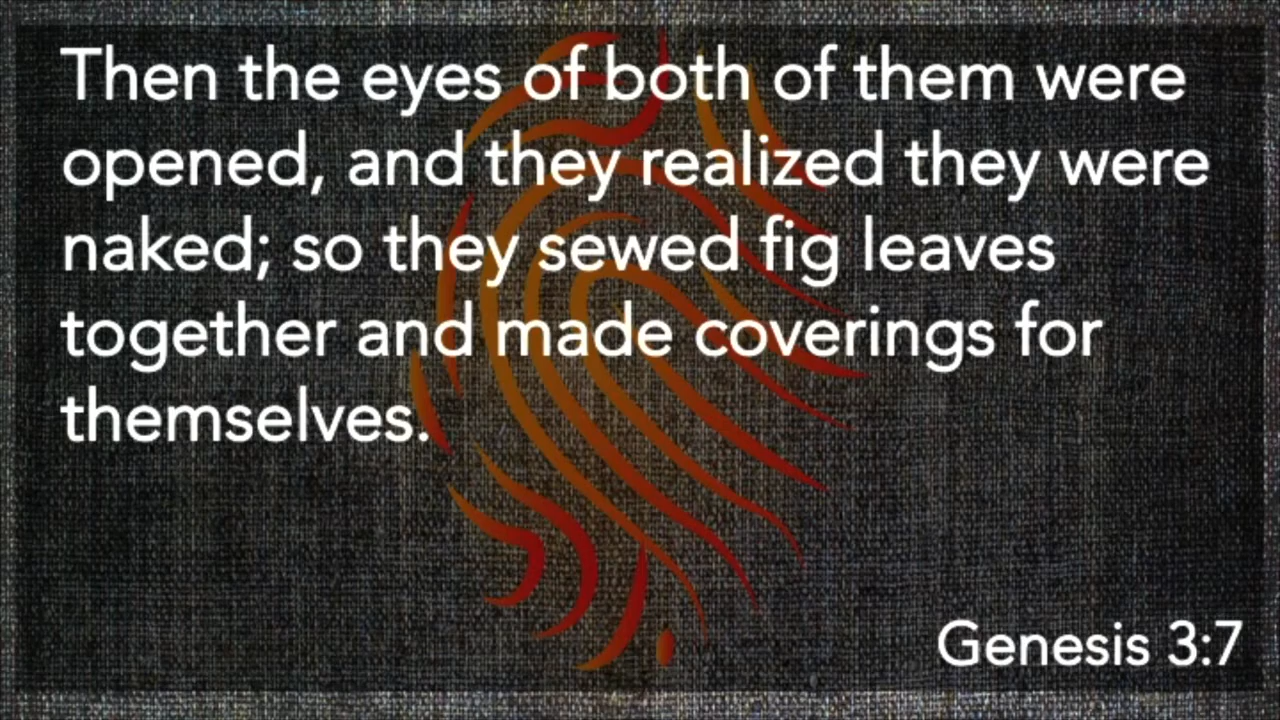 Then the eyes of both of them were
opened, and they realized they were
naked; so they sewed fig leaves
together and made coverings for
themselves.
Genesis 3:7